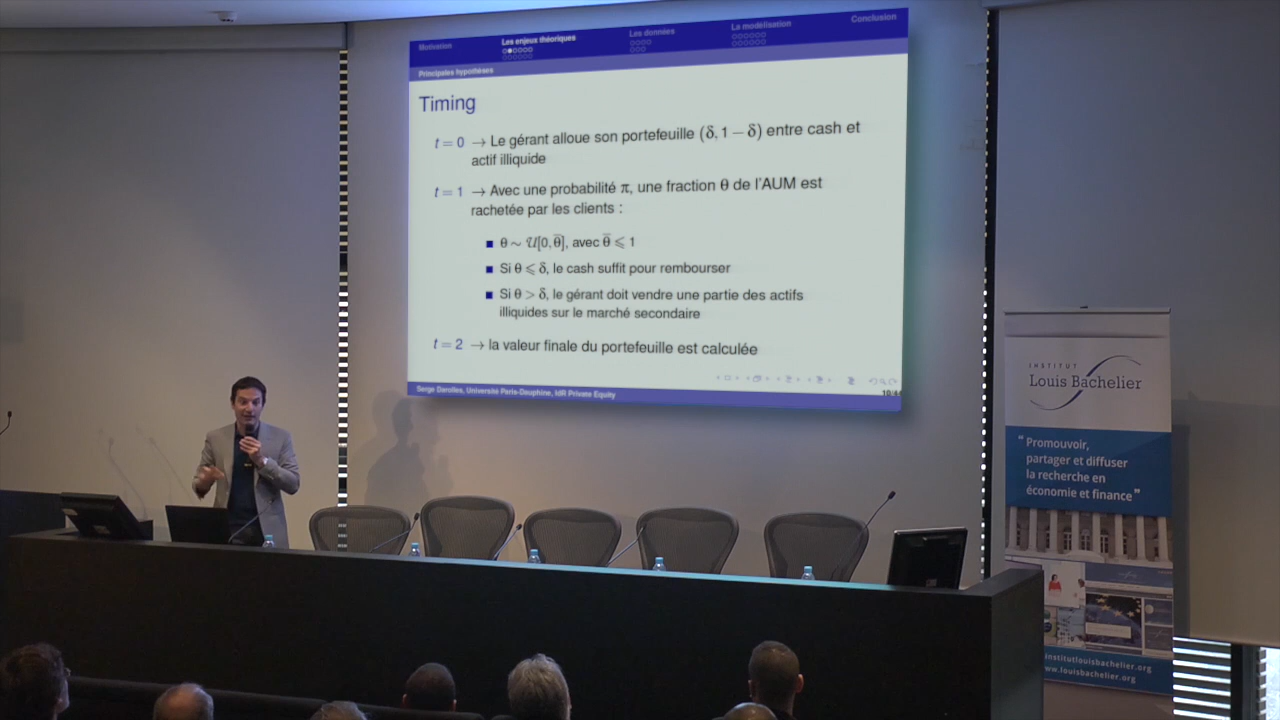 Motivation
Les enjeux théoriques
Les données
La modélisation
Conclusion
Principales hypothèses
Timing
t = 0 → Le gérant alloue son portefeuille (δ, 1 − δ) entre cash et
actif illiquide
t = 1 → Avec une probabilité π, une fraction θ de l'AUM est
rachetée par les clients :
θ ∼ 𝒰[0, θ̅], avec θ̅ ⩽ 1
Si θ ⩽ δ, le cash suffit pour rembourser
Si θ > δ, le gérant doit vendre une partie des actifs
illiquides sur le marché secondaire
t = 2 → la valeur finale du portefeuille est calculée
Serge Darolles, Université Paris-Dauphine, IdR Private Equity
INSTITUT
Louis Bachelier
“ Promouvoir,
partager et diffuser
la recherche en
économie et finance ”
institutlouisbachelier.org
www.louisbachelier.org